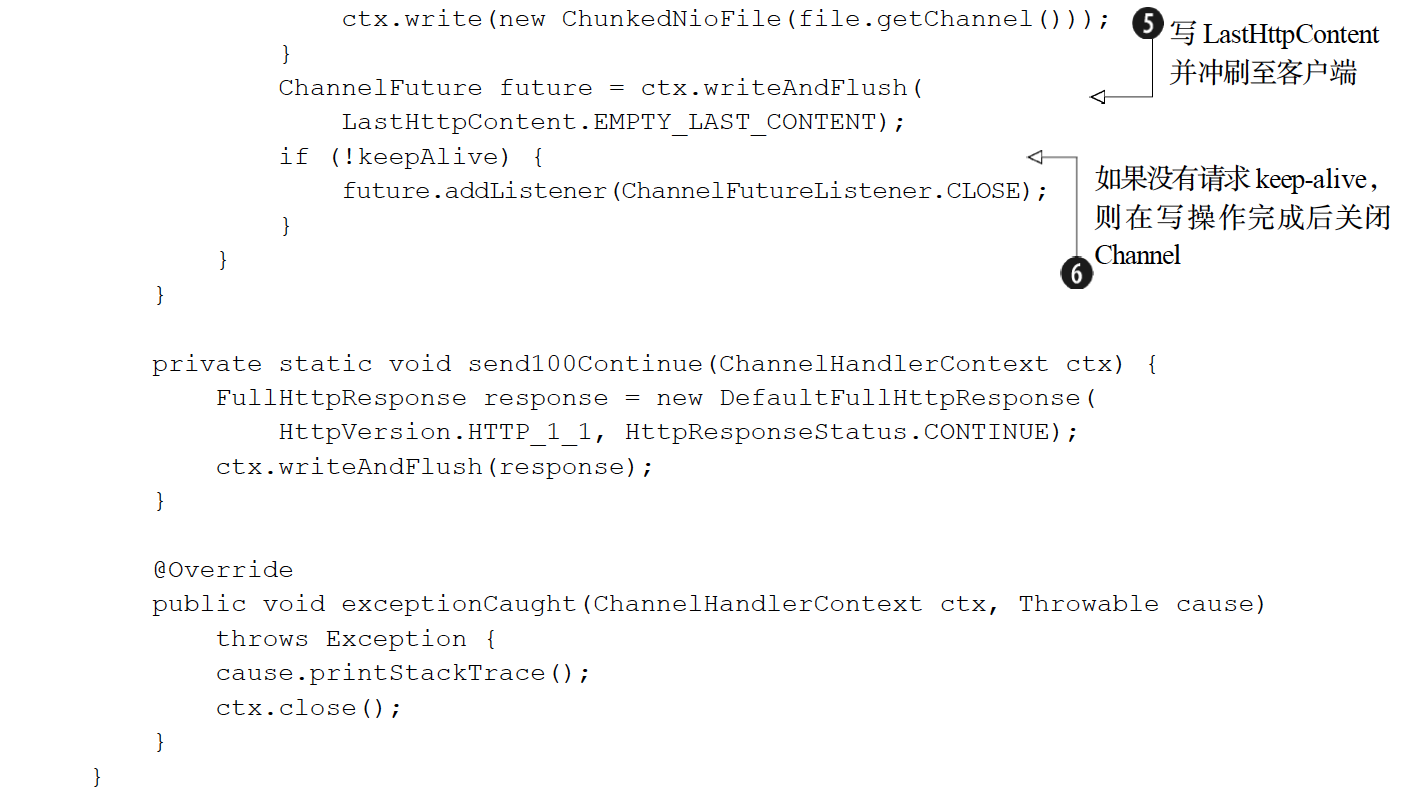 ctx.write(new ChunkedNioFile(file.getChannel()));
❺ 写 LastHttpContent
并冲刷至客户端
        }
        ChannelFuture future = ctx.writeAndFlush(
            LastHttpContent.EMPTY_LAST_CONTENT);
        if (!keepAlive) {
            future.addListener(ChannelFutureListener.CLOSE);
        }
❻ 如果没有请求 keep-alive，
则在写操作完成后关闭
Channel
    }
}
private static void send100Continue(ChannelHandlerContext ctx) {
    FullHttpResponse response = new DefaultFullHttpResponse(
        HttpVersion.HTTP_1_1, HttpResponseStatus.CONTINUE);
    ctx.writeAndFlush(response);
}
@Override
public void exceptionCaught(ChannelHandlerContext ctx, Throwable cause)
    throws Exception {
    cause.printStackTrace();
    ctx.close();
}
}